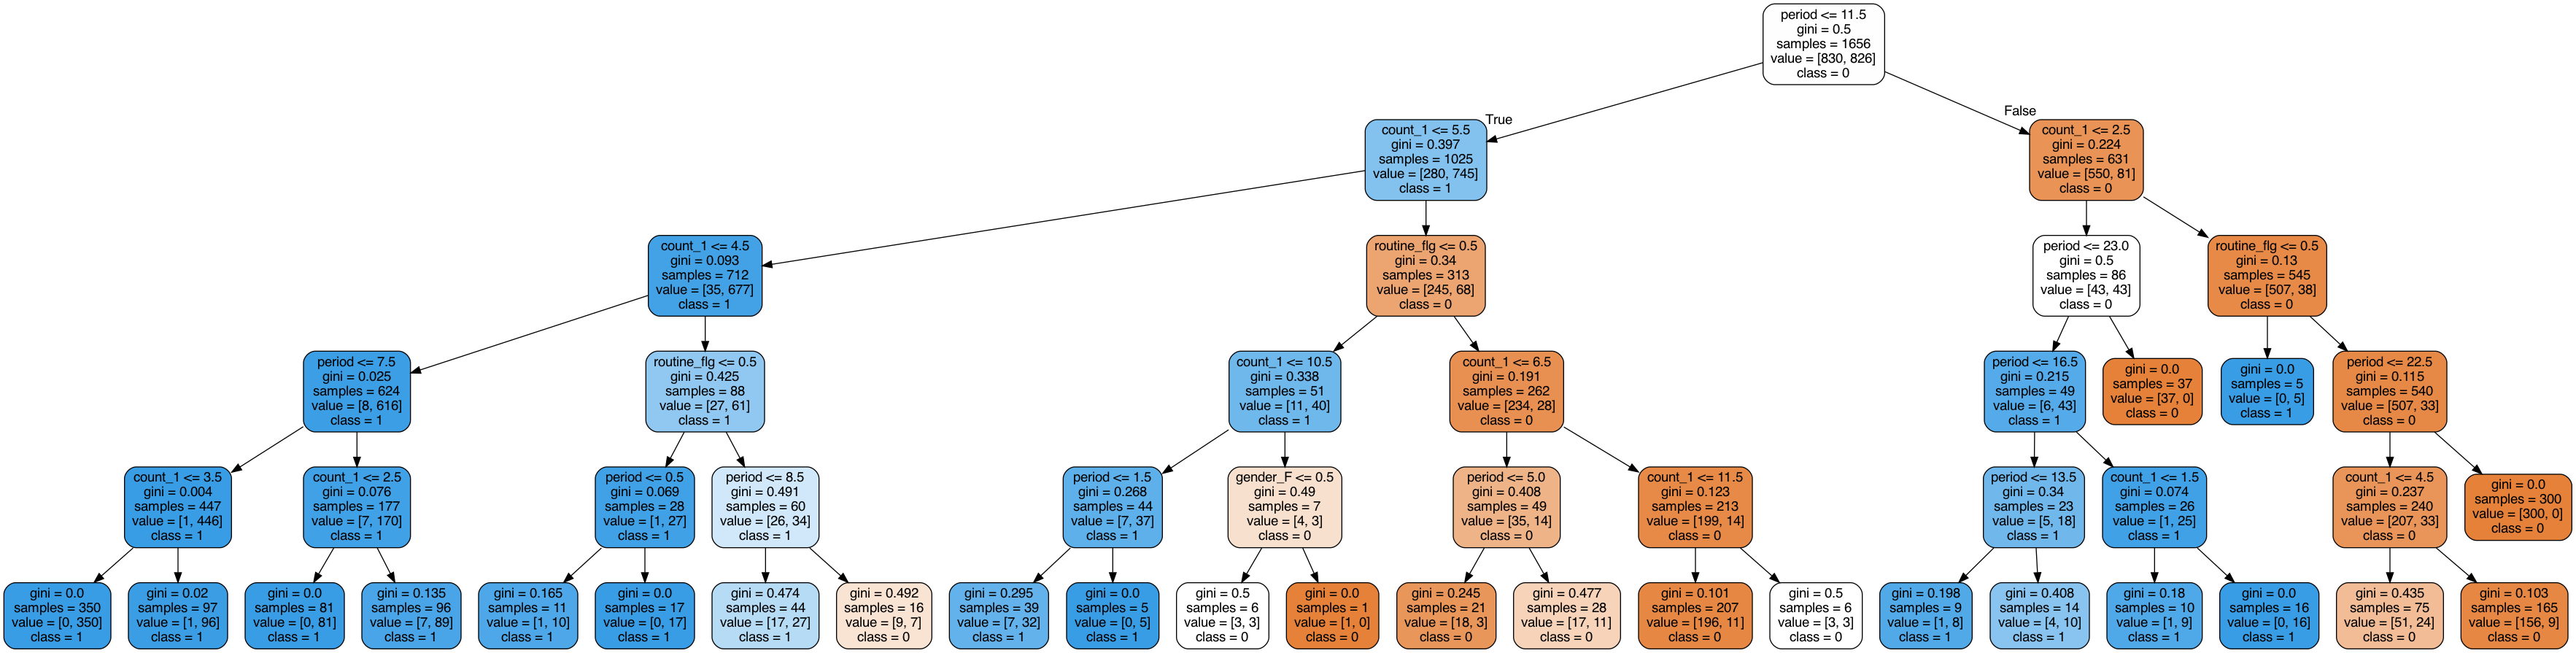 period <= 11.5
gini = 0.5
samples = 1656
value = [830, 826]
class = 0
True
False
count_1 <= 5.5
gini = 0.397
samples = 1025
value = [280, 745]
class = 1
count_1 <= 2.5
gini = 0.224
samples = 631
value = [550, 81]
class = 0
count_1 <= 4.5
gini = 0.093
samples = 712
value = [35, 677]
class = 1
routine_flg <= 0.5
gini = 0.34
samples = 313
value = [245, 68]
class = 0
period <= 23.0
gini = 0.5
samples = 86
value = [43, 43]
class = 0
routine_flg <= 0.5
gini = 0.13
samples = 545
value = [507, 38]
class = 0
period <= 7.5
gini = 0.025
samples = 624
value = [8, 616]
class = 1
routine_flg <= 0.5
gini = 0.425
samples = 88
value = [27, 61]
class = 1
count_1 <= 10.5
gini = 0.338
samples = 51
value = [11, 40]
class = 1
count_1 <= 6.5
gini = 0.191
samples = 262
value = [234, 28]
class = 0
period <= 16.5
gini = 0.215
samples = 49
value = [6, 43]
class = 1
gini = 0.0
samples = 37
value = [37, 0]
class = 0
gini = 0.0
samples = 5
value = [0, 5]
class = 1
period <= 22.5
gini = 0.115
samples = 540
value = [507, 33]
class = 0
count_1 <= 3.5
gini = 0.004
samples = 447
value = [1, 446]
class = 1
count_1 <= 2.5
gini = 0.076
samples = 177
value = [7, 170]
class = 1
period <= 0.5
gini = 0.069
samples = 28
value = [1, 27]
class = 1
period <= 8.5
gini = 0.491
samples = 60
value = [26, 34]
class = 1
period <= 1.5
gini = 0.268
samples = 44
value = [7, 37]
class = 1
gender_F <= 0.5
gini = 0.49
samples = 7
value = [4, 3]
class = 0
period <= 5.0
gini = 0.408
samples = 49
value = [35, 14]
class = 0
count_1 <= 11.5
gini = 0.123
samples = 213
value = [199, 14]
class = 0
period <= 13.5
gini = 0.34
samples = 23
value = [5, 18]
class = 1
count_1 <= 1.5
gini = 0.074
samples = 26
value = [1, 25]
class = 1
count_1 <= 4.5
gini = 0.237
samples = 240
value = [207, 33]
class = 0
gini = 0.0
samples = 300
value = [300, 0]
class = 0
gini = 0.0
samples = 350
value = [0, 350]
class = 1
gini = 0.02
samples = 97
value = [1, 96]
class = 1
gini = 0.0
samples = 81
value = [0, 81]
class = 1
gini = 0.135
samples = 96
value = [7, 89]
class = 1
gini = 0.165
samples = 11
value = [1, 10]
class = 1
gini = 0.0
samples = 17
value = [0, 17]
class = 1
gini = 0.474
samples = 44
value = [17, 27]
class = 1
gini = 0.492
samples = 16
value = [9, 7]
class = 0
gini = 0.295
samples = 39
value = [7, 32]
class = 1
gini = 0.0
samples = 5
value = [0, 5]
class = 1
gini = 0.5
samples = 6
value = [3, 3]
class = 0
gini = 0.0
samples = 1
value = [1, 0]
class = 0
gini = 0.245
samples = 21
value = [18, 3]
class = 0
gini = 0.477
samples = 28
value = [17, 11]
class = 0
gini = 0.101
samples = 207
value = [196, 11]
class = 0
gini = 0.5
samples = 6
value = [3, 3]
class = 0
gini = 0.198
samples = 9
value = [1, 8]
class = 1
gini = 0.408
samples = 14
value = [4, 10]
class = 1
gini = 0.18
samples = 10
value = [1, 9]
class = 1
gini = 0.0
samples = 16
value = [0, 16]
class = 1
gini = 0.435
samples = 75
value = [51, 24]
class = 0
gini = 0.103
samples = 165
value = [156, 9]
class = 0